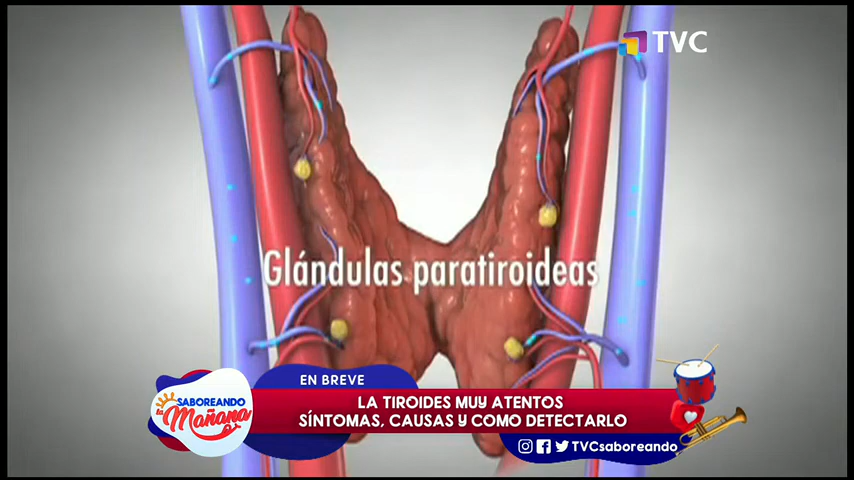 TVC
Glándulas paratiroideas
EN BREVE
SABOREANDO
Mañana
LA TIROIDES MUY ATENTOS
SÍNTOMAS, CAUSAS Y COMO DETECTARLO
TVCsaboreando